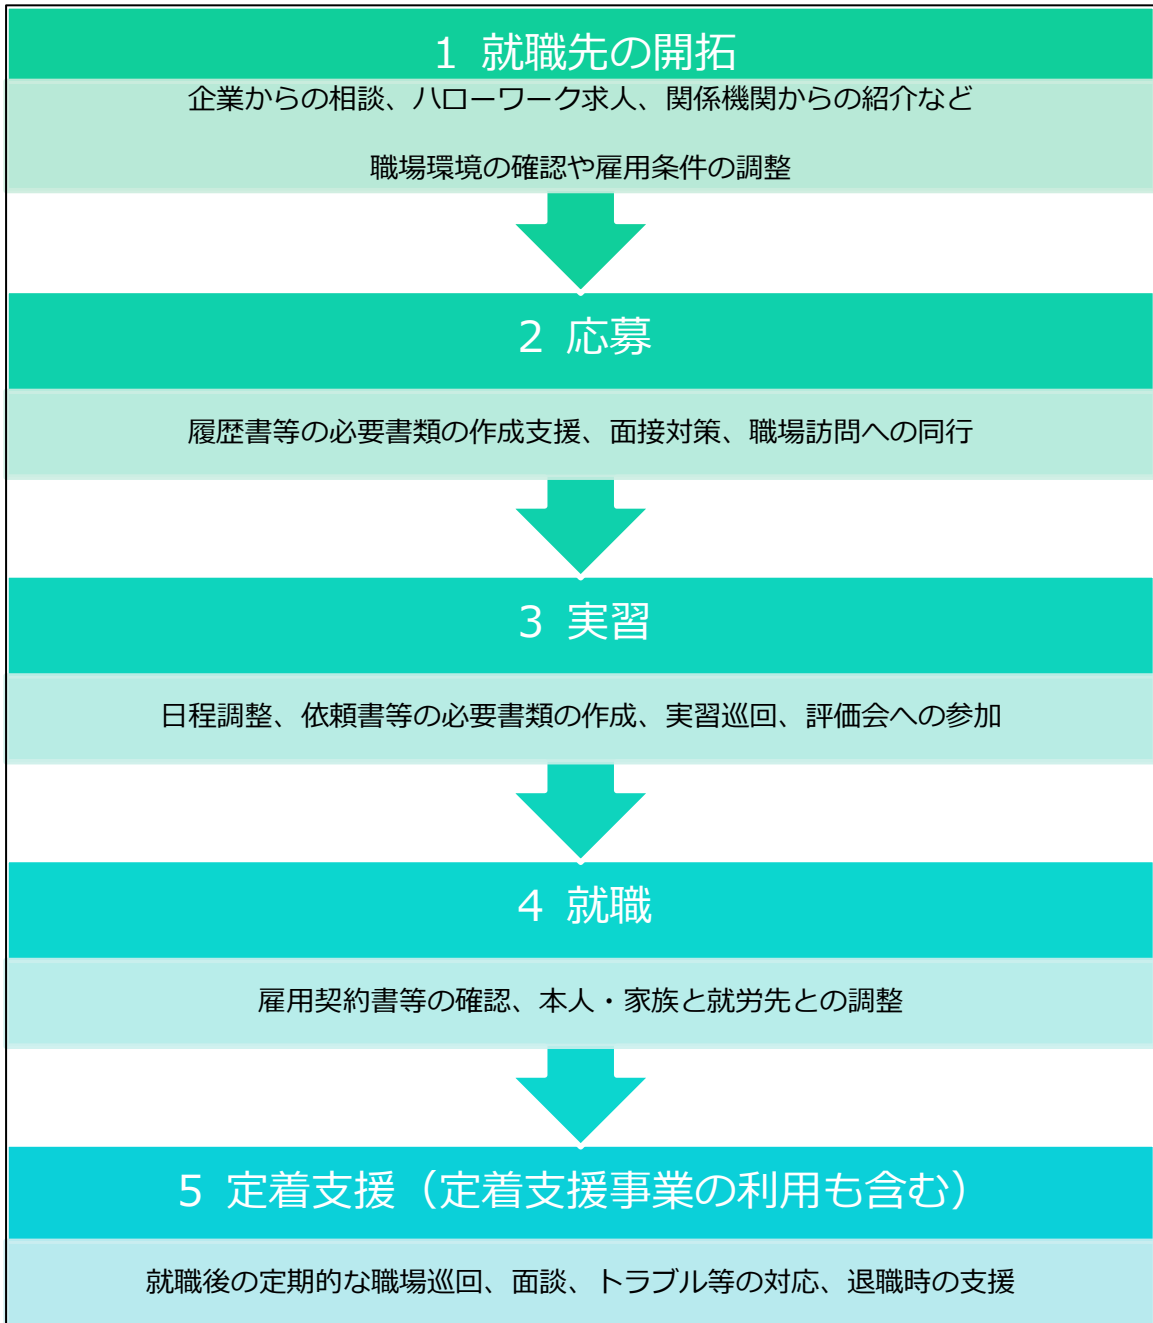 1 就職先の開拓
企業からの相談、ハローワーク求人、関係機関からの紹介など
職場環境の確認や雇用条件の調整
2 応募
履歴書等の必要書類の作成支援、面接対策、職場訪問への同行
3 実習
日程調整、依頼書等の必要書類の作成、実習巡回、評価会への参加
4 就職
雇用契約書等の確認、本人・家族と就労先との調整
5 定着支援（定着支援事業の利用も含む）
就職後の定期的な職場巡回、面談、トラブル等の対応、退職時の支援